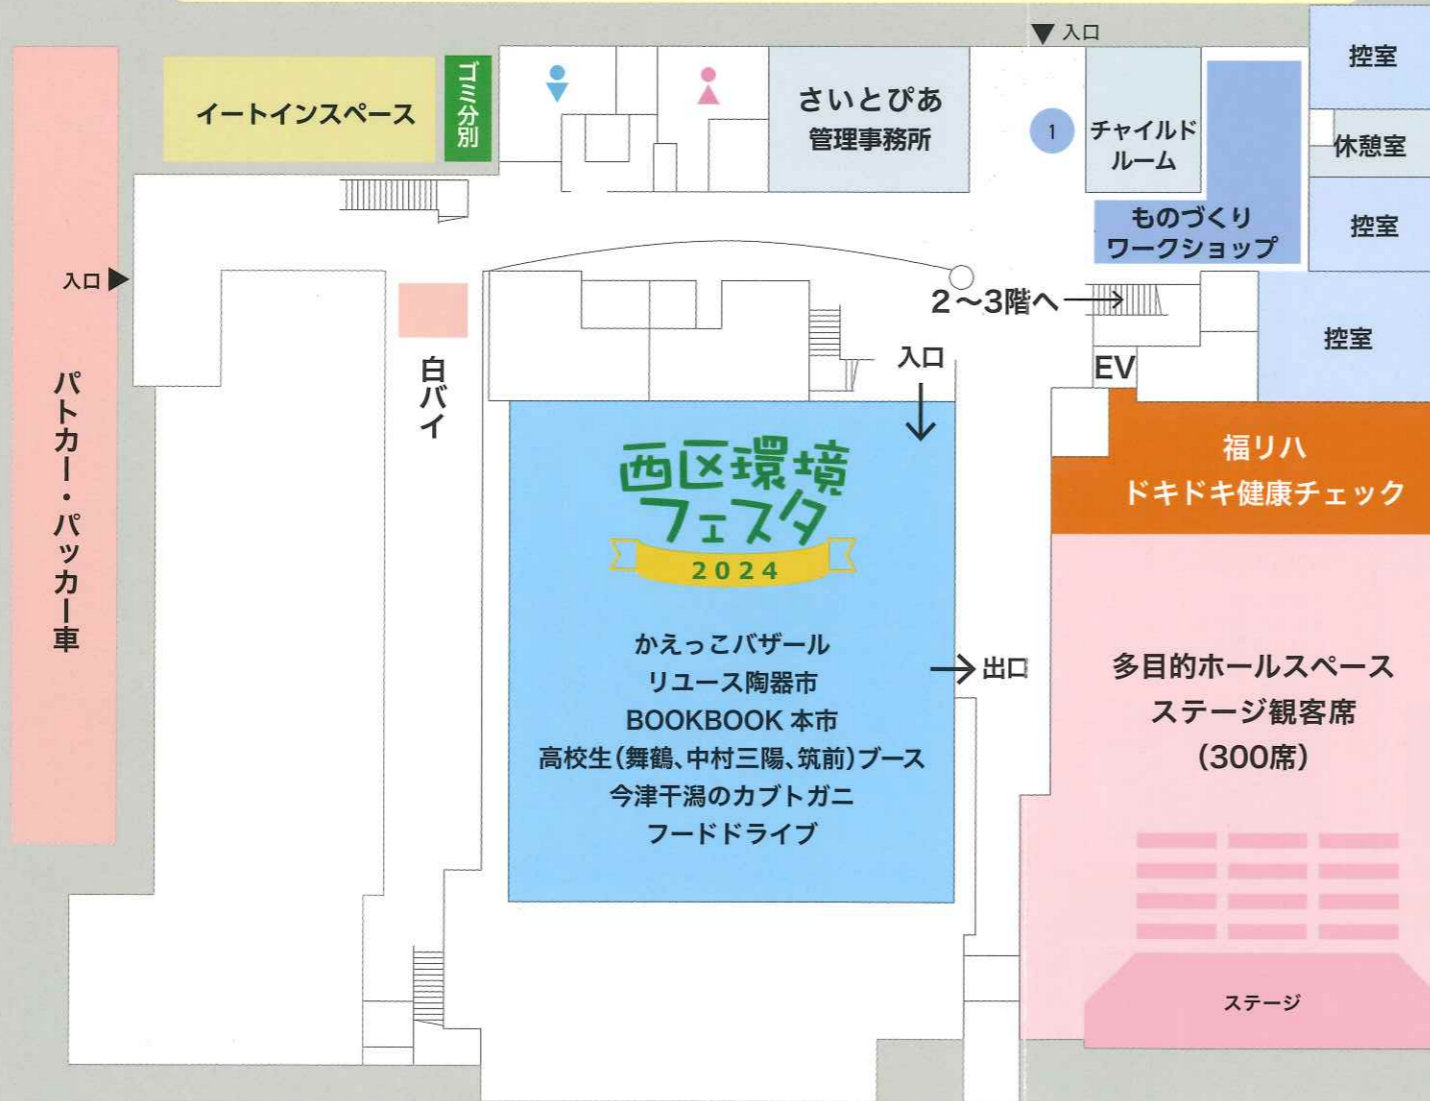 入口
控室
イートインスペース
ゴミ分別
さいとぴあ
管理事務所
1
チャイルド
ルーム
休憩室
ものづくり
ワークショップ
控室
入口
2〜3階へ
控室
白バイ
入口
EV
パトカー・パッカー車
西区環境
フェスタ
2024
福リハ
ドキドキ健康チェック
かえっこバザール
リユース陶器市
BOOKBOOK 本市
高校生(舞鶴、中村三陽、筑前)ブース
今津干潟のカブトガニ
フードドライブ
出口
多目的ホールスペース
ステージ観客席
(300席)
ステージ